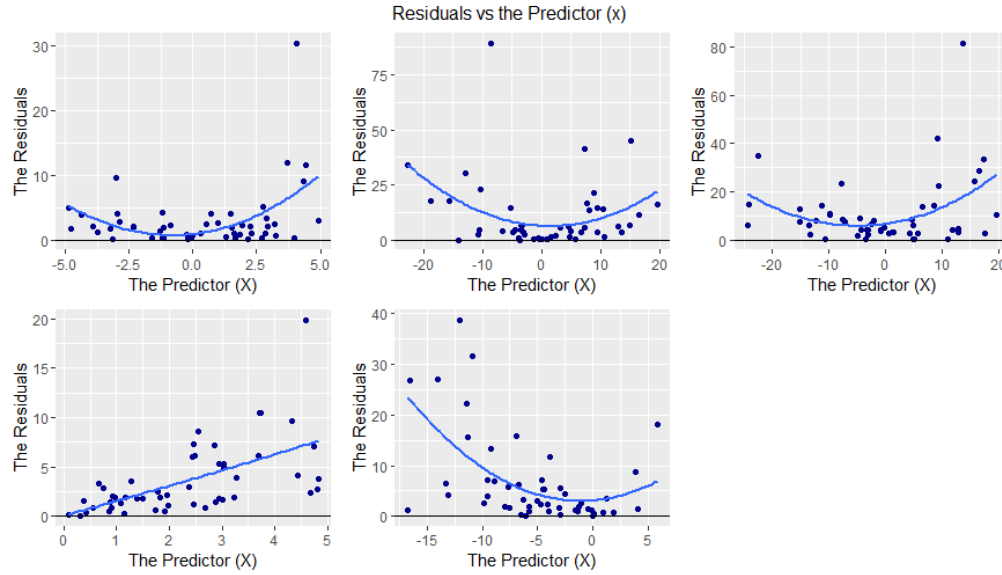 Residuals vs the Predictor (x)
The Residuals
30
20
10
0
-5.0 -2.5 0.0 2.5 5.0
The Predictor (X)
The Residuals
75
50
25
0
-20 -10 0 10 20
The Predictor (X)
The Residuals
80
60
40
20
0
-20 -10 0 10 20
The Predictor (X)
The Residuals
20
15
10
5
0
0 1 2 3 4 5
The Predictor (X)
The Residuals
40
30
20
10
0
-15 -10 -5 0 5
The Predictor (X)